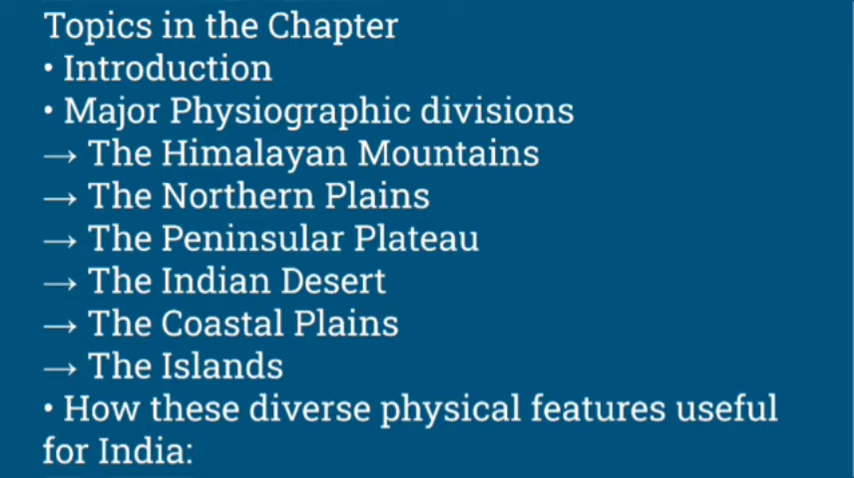 Topics in the Chapter
• Introduction
• Major Physiographic divisions
→ The Himalayan Mountains
→ The Northern Plains
→ The Peninsular Plateau
→ The Indian Desert
→ The Coastal Plains
→ The Islands
• How these diverse physical features useful
for India: